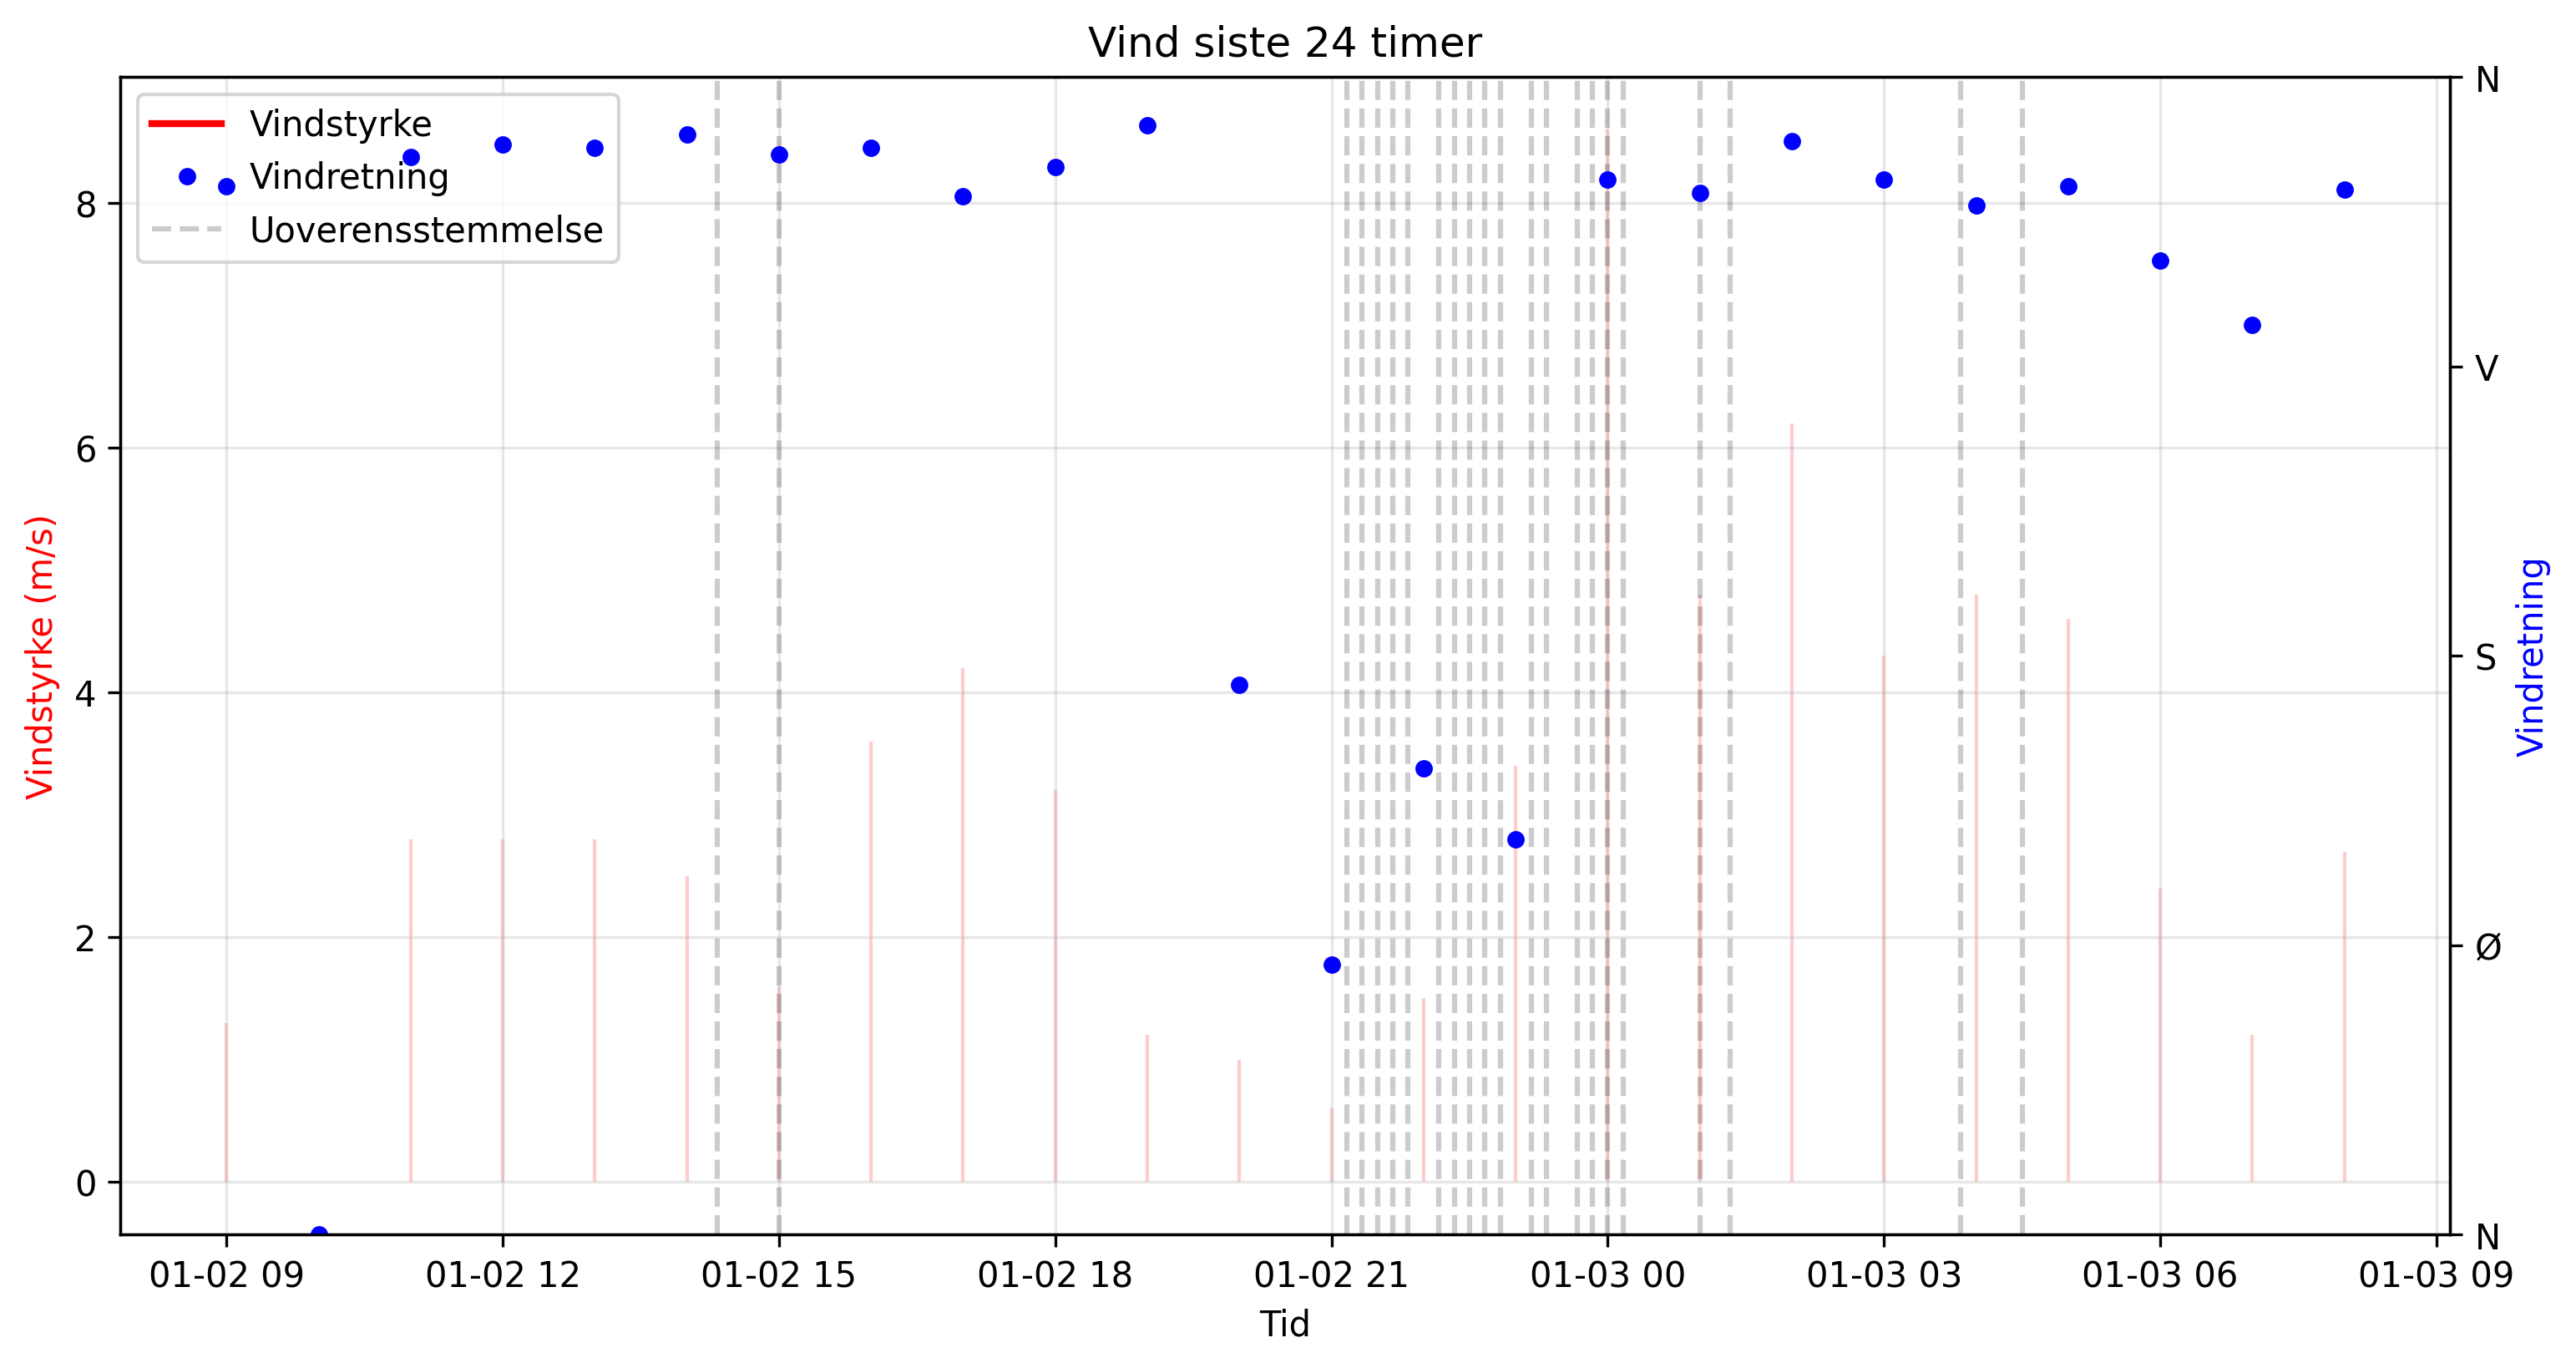 Vind siste 24 timer
Vindstyrke
Vindretning
Uoverensstemmelse
8
6
4
2
0
Vindstyrke (m/s)
N
V
S
Ø
N
Vindretning
01-02 09
01-02 12
01-02 15
01-02 18
01-02 21
01-03 00
01-03 03
01-03 06
01-03 09
Tid